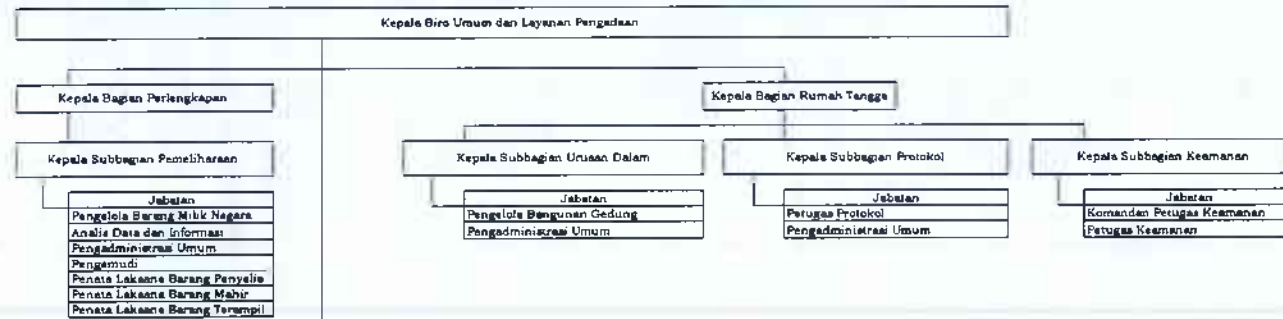 Kepala Biro Umum dan Layanan Pengadaan
Kepala Bagian Perlengkapan
Kepala Bagian Rumah Tangga
Kepala Subbagian Pemeliharaan
Kepala Subbagian Urusan Dalam
Kepala Subbagian Protokol
Kepala Subbagian Keamanan
Jabatan
Pengelola Barang Milik Negara
Analis Data dan Informasi
Pengadministrasi Umum
Pengemudi
Penata Laksana Barang Penyelia
Penata Laksana Barang Mahir
Penata Laksana Barang Terampil
Jabatan
Pengelola Bangunan Gedung
Pengadministrasi Umum
Jabatan
Petugas Protokol
Pengadministrasi Umum
Jabatan
Komandan Petugas Keamanan
Petugas Keamanan